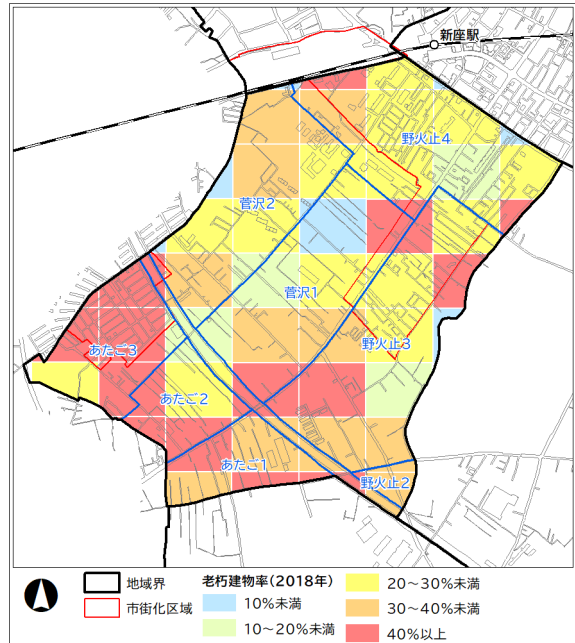 新座駅
野火止4
菅沢2
菅沢1
野火止3
あたご3
あたご2
あたご1
野火止2
地域界
市街化区域
老朽建物率(2018年)
10%未満
10~20%未満
20~30%未満
30~40%未満
40%以上